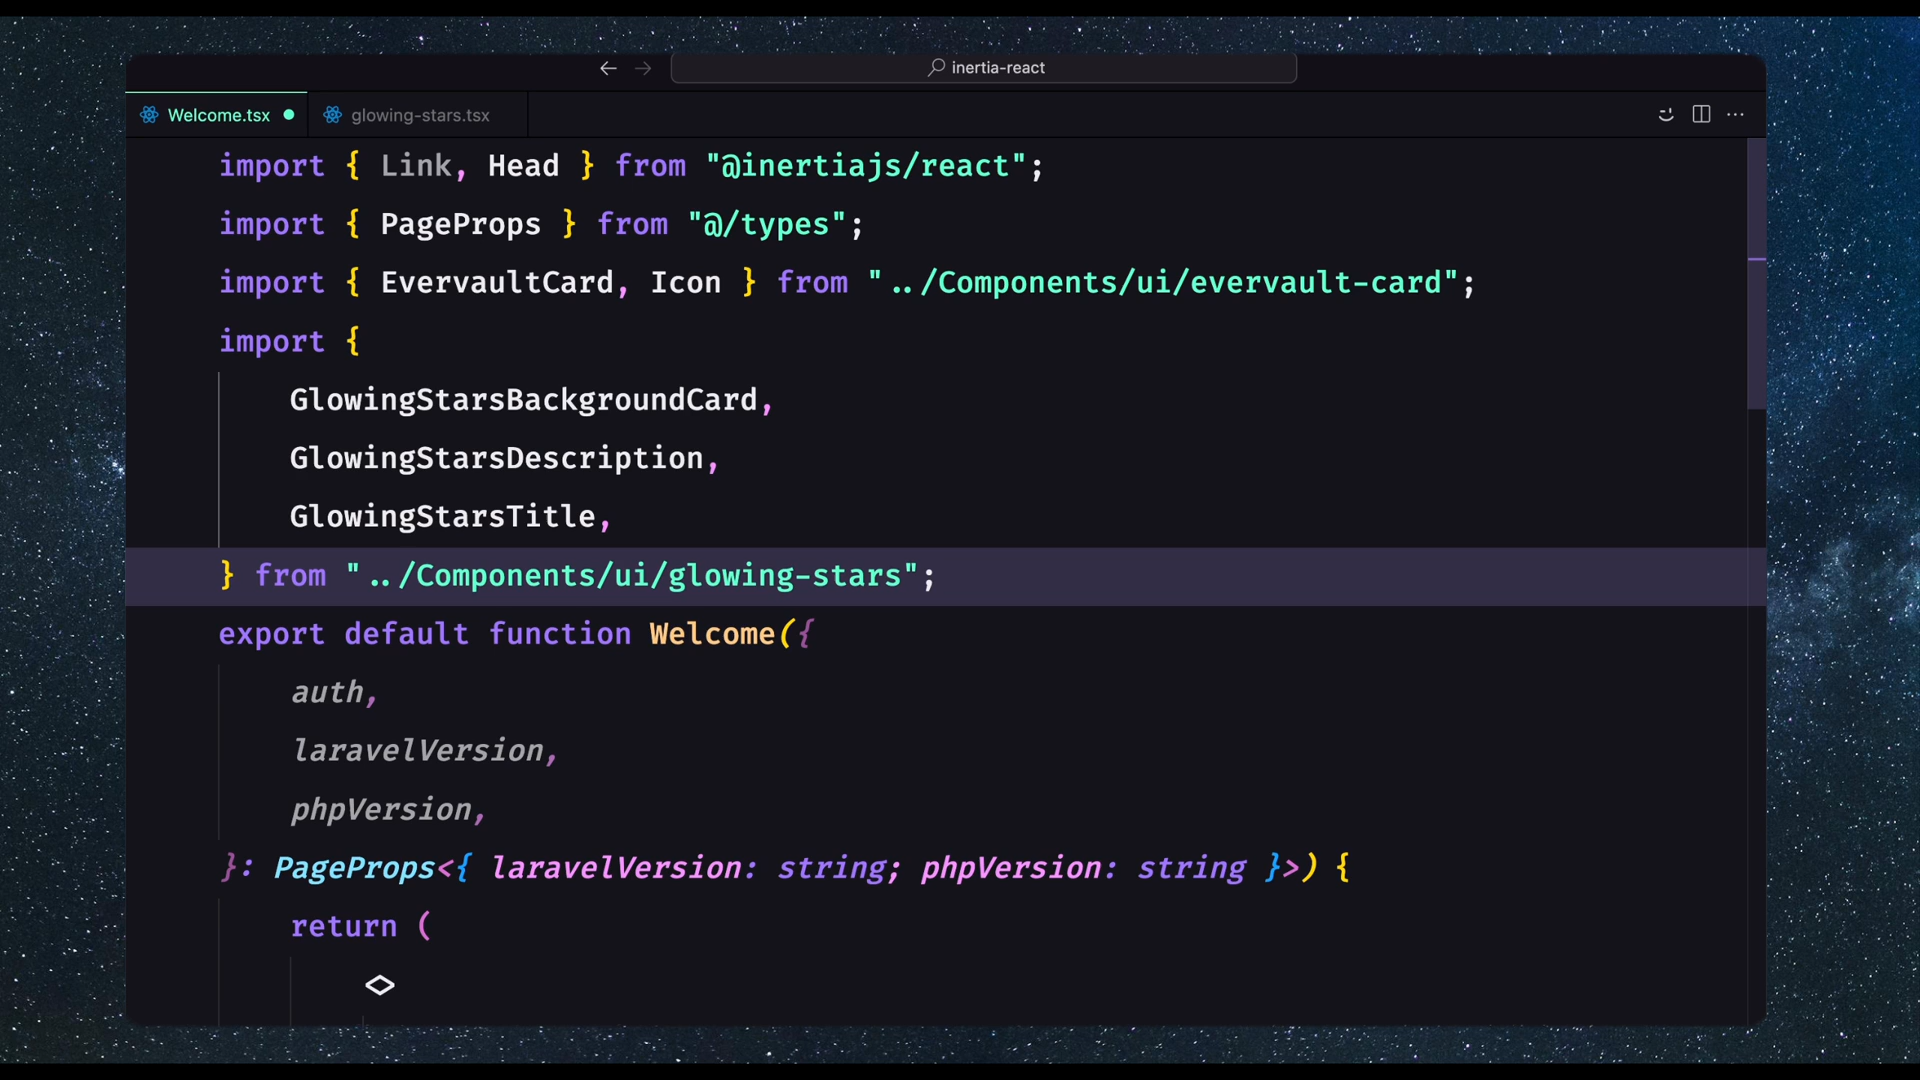 inertia-react
Welcome.tsx
glowing-stars.tsx
import { Link, Head } from "@inertiajs/react";
import { PageProps } from "@/types";
import { EvervaultCard, Icon } from "../Components/ui/evervault-card";
import {
GlowingStarsBackgroundCard,
GlowingStarsDescription,
GlowingStarsTitle,
} from "../Components/ui/glowing-stars";
export default function Welcome({
auth,
laravelVersion,
phpVersion,
}: PageProps<{ laravelVersion: string; phpVersion: string }>) {
return (
<>